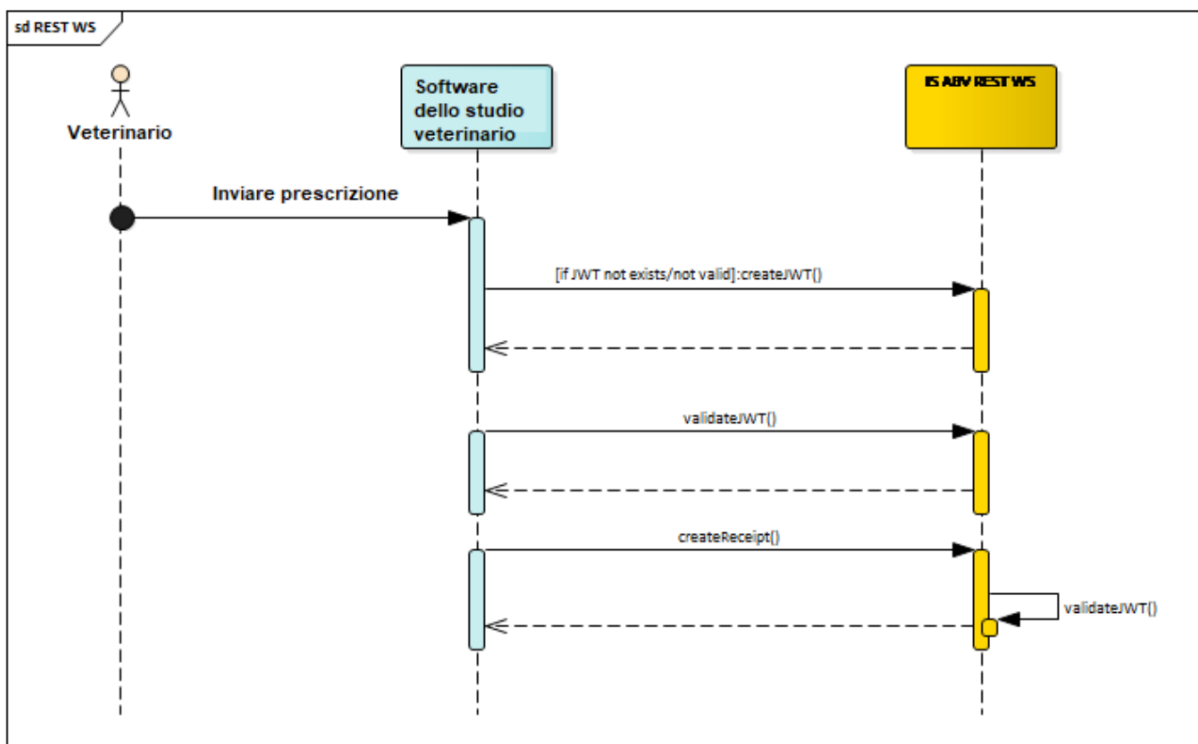 sd REST WS
Veterinario
Software
dello studio
veterinario
IS ABV REST WS
Inviare prescrizione
[if JWT not exists/not valid]:createJWT()
validateJWT()
createReceipt()
validateJWT()